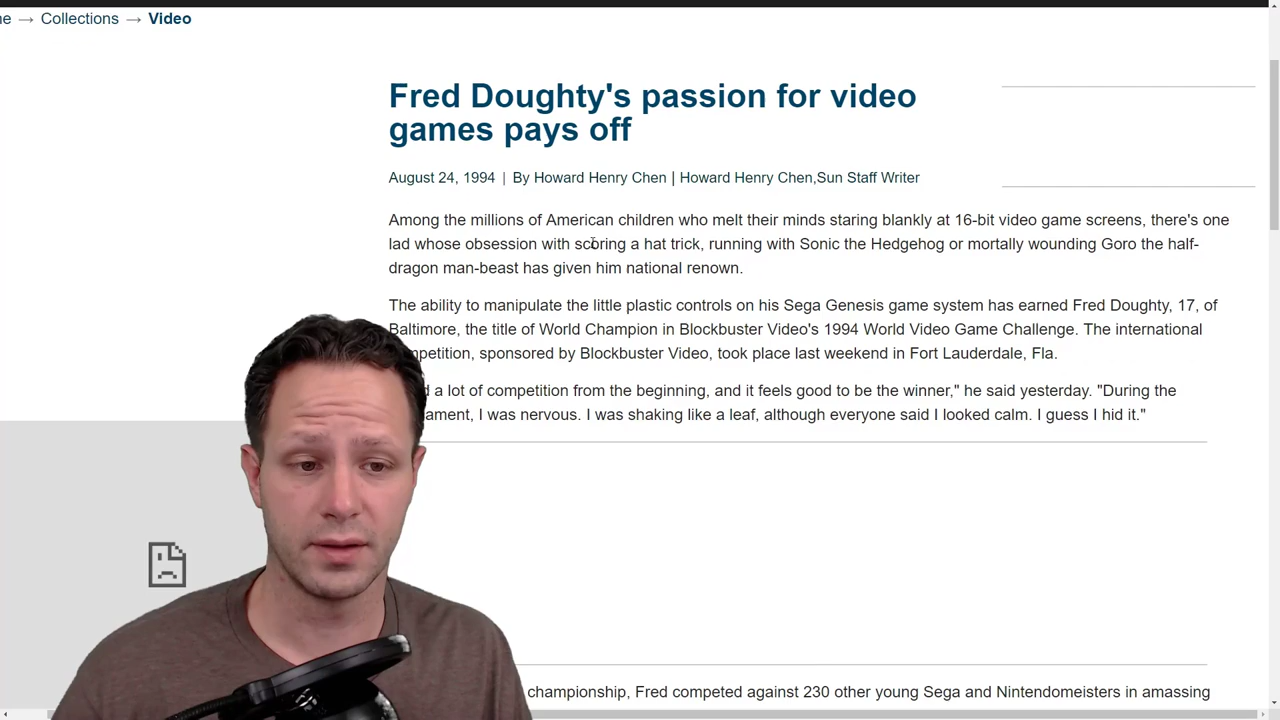 → Collections → Video
Fred Doughty's passion for video
games pays off
August 24, 1994 | By Howard Henry Chen | Howard Henry Chen,Sun Staff Writer
Among the millions of American children who melt their minds staring blankly at 16-bit video game screens, there's one
lad whose obsession with scoring a hat trick, running with Sonic the Hedgehog or mortally wounding Goro the half-
dragon man-beast has given him national renown.
The ability to manipulate the little plastic controls on his Sega Genesis game system has earned Fred Doughty, 17, of
Baltimore, the title of World Champion in Blockbuster Video's 1994 World Video Game Challenge. The international
sponsored by Blockbuster Video, took place last weekend in Fort Lauderdale, Fla.
a lot of competition from the beginning, and it feels good to be the winner," he said yesterday. "During the
I was nervous. I was shaking like a leaf, although everyone said I looked calm. I guess I hid it."
championship, Fred competed against 230 other young Sega and Nintendomeisters in amassing